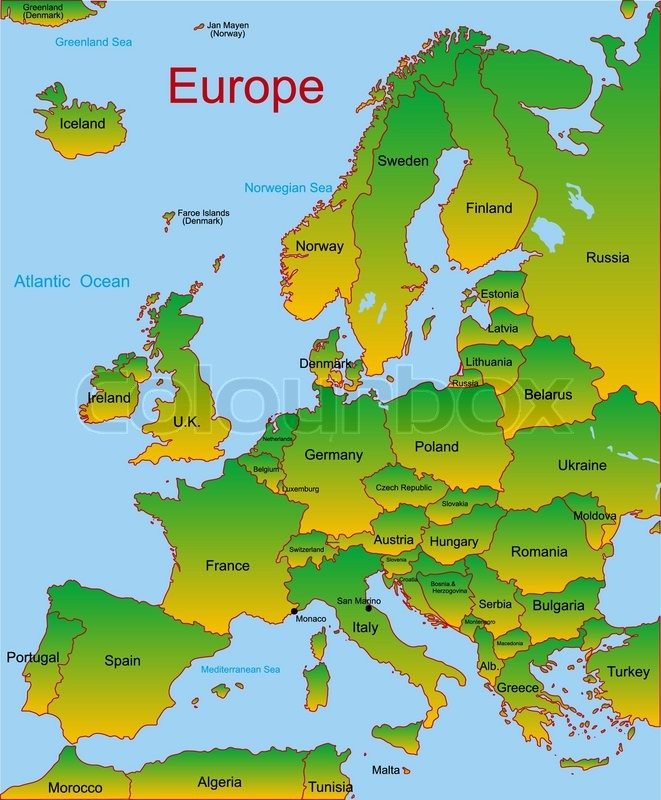 Greenland
(Denmark)
Jan Mayen
(Norway)
Greenland Sea
Europe
Iceland
Sweden
Norwegian Sea
Finland
Faroe Islands
(Denmark)
Norway
Russia
Atlantic Ocean
Estonia
Latvia
Denmark
Lithuania
Russia
Belarus
Ireland
colourbox
U.K.
Netherlands
Germany
Poland
Belgium
Ukraine
Luxemburg
Czech Republic
Slovakia
Moldova
Austria
Hungary
Romania
Switzerland
France
Slovenia
Croatia
Bosnia &
Herzogovina
San Marino
Serbia
Bulgaria
Monaco
Montenegro
Italy
Macedonia
Portugal
Spain
Mediterranean Sea
Alb.
Turkey
Greece
Malta
Morocco
Algeria
Tunisia